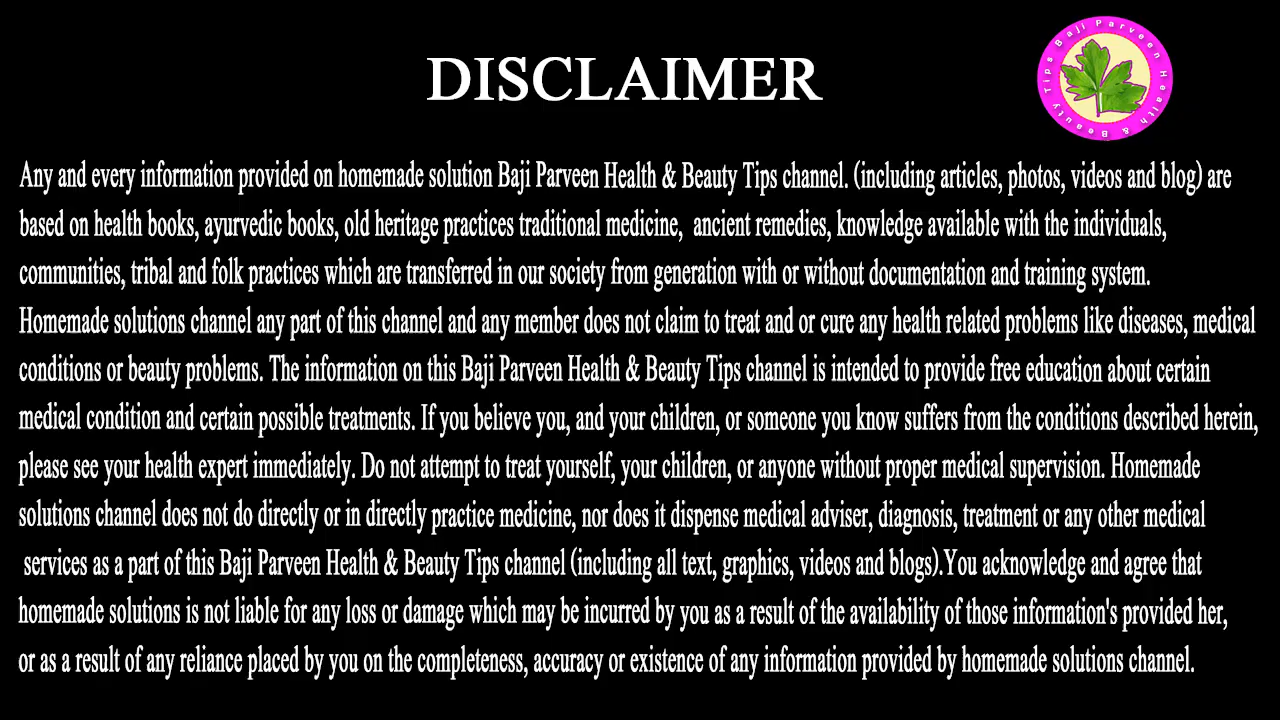 DISCLAIMER
Baji Parveen Health & Beauty Tips
Any and every information provided on homemade solution Baji Parveen Health & Beauty Tips channel. (including articles, photos, videos and blog) are
based on health books, ayurvedic books, old heritage practices traditional medicine, ancient remedies, knowledge available with the individuals,
communities, tribal and folk practices which are transferred in our society from generation with or without documentation and training system.
Homemade solutions channel any part of this channel and any member does not claim to treat and or cure any health related problems like diseases, medical
conditions or beauty problems. The information on this Baji Parveen Health & Beauty Tips channel is intended to provide free education about certain
medical condition and certain possible treatments. If you believe you, and your children, or someone you know suffers from the conditions described herein,
please see your health expert immediately. Do not attempt to treat yourself, your children, or anyone without proper medical supervision. Homemade
solutions channel does not do directly or in directly practice medicine, nor does it dispense medical adviser, diagnosis, treatment or any other medical
services as a part of this Baji Parveen Health & Beauty Tips channel (including all text, graphics, videos and blogs).You acknowledge and agree that
homemade solutions is not liable for any loss or damage which may be incurred by you as a result of the availability of those information's provided her,
or as a result of any reliance placed by you on the completeness, accuracy or existence of any information provided by homemade solutions channel.